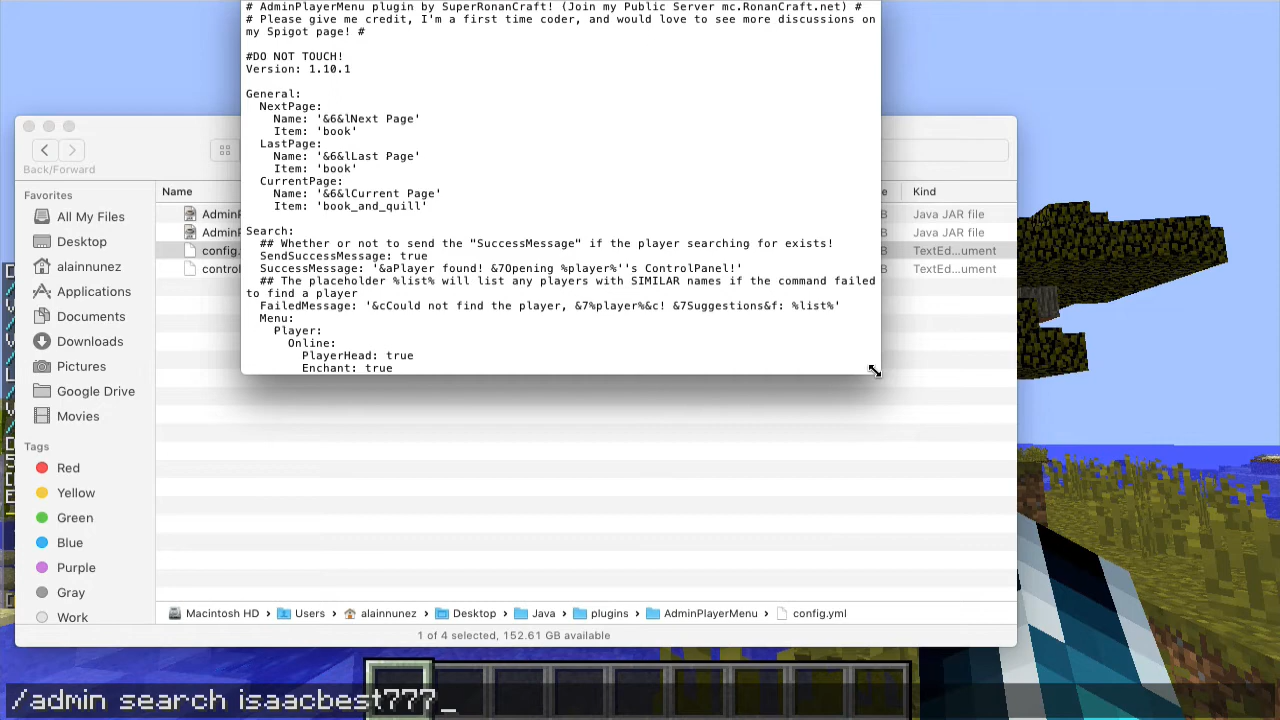 # AdminPlayerMenu plugin by SuperRonanCraft! (Join my Public Server mc.RonanCraft.net) #
# Please give me credit, I'm a first time coder, and would love to see more discussions on
my Spigot page! #
#DO NOT TOUCH!
Version: 1.10.1
General:
NextPage:
Name: '&6&lNext Page'
Item: 'book'
LastPage:
Name: '&6&lLast Page'
Item: 'book'
CurrentPage:
Name: '&6&lCurrent Page'
Item: 'book_and_quill'
Search:
## Whether or not to send the "SuccessMessage" if the player searching for exists!
SendSuccessMessage: true
SuccessMessage: '&aPlayer found! &7Opening %player%''s ControlPanel!'
## The placeholder %list% will list any players with SIMILAR names if the command failed
to find a player
FailedMessage: '&cCould not find the player, &7%player%&c! &7Suggestions&f: %list%'
Menu:
Player:
Online:
PlayerHead: true
Enchant: true
Back/Forward
Favorites
All My Files
Desktop
alainnunez
Applications
Documents
Downloads
Pictures
Google Drive
Movies
Tags
Red
Yellow
Green
Blue
Purple
Gray
Work
Name
Kind
AdminP
Java JAR file
AdminP
Java JAR file
config.
TextEd...ument
control
TextEd...ument
Macintosh HD › Users › alainnunez › Desktop › Java › plugins › AdminPlayerMenu › config.yml
1 of 4 selected, 152.61 GB available
/admin search isaacbest777_